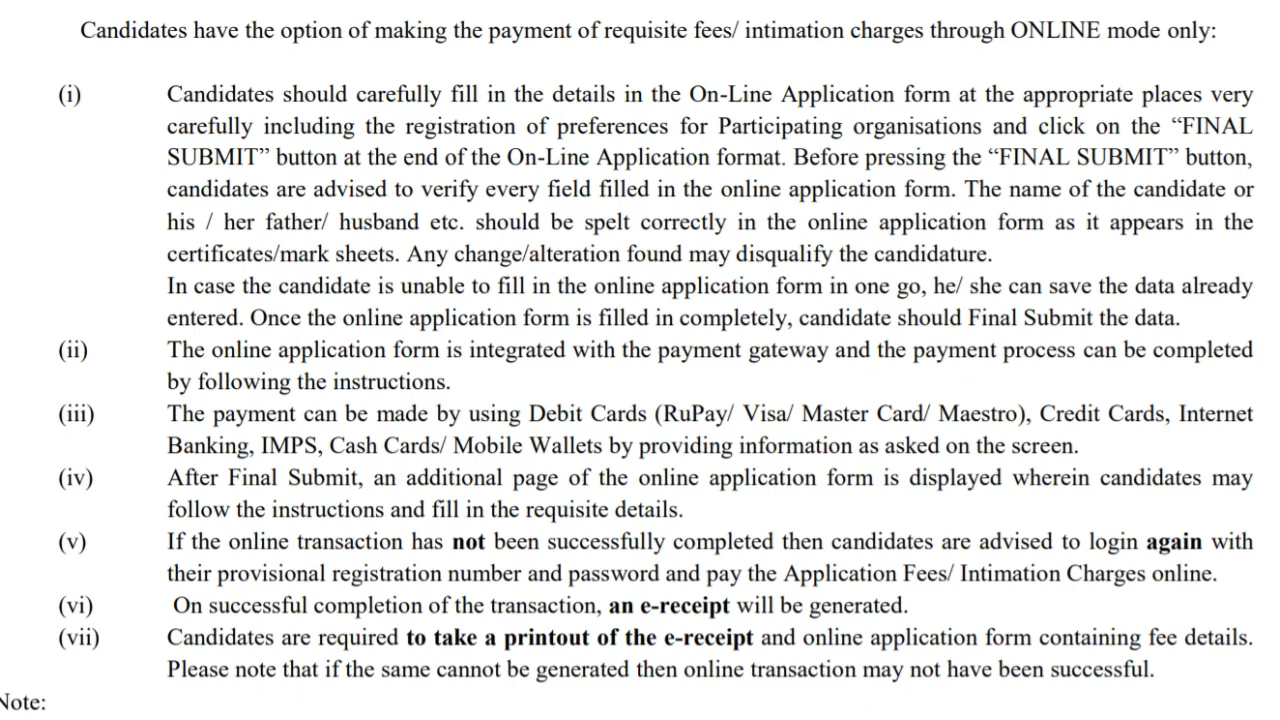 Candidates have the option of making the payment of requisite fees/ intimation charges through ONLINE mode only:
(i) Candidates should carefully fill in the details in the On-Line Application form at the appropriate places very
carefully including the registration of preferences for Participating organisations and click on the “FINAL
SUBMIT” button at the end of the On-Line Application format. Before pressing the “FINAL SUBMIT” button,
candidates are advised to verify every field filled in the online application form. The name of the candidate or
his / her father/ husband etc. should be spelt correctly in the online application form as it appears in the
certificates/mark sheets. Any change/alteration found may disqualify the candidature.
In case the candidate is unable to fill in the online application form in one go, he/ she can save the data already
entered. Once the online application form is filled in completely, candidate should Final Submit the data.
(ii) The online application form is integrated with the payment gateway and the payment process can be completed
by following the instructions.
(iii) The payment can be made by using Debit Cards (RuPay/ Visa/ Master Card/ Maestro), Credit Cards, Internet
Banking, IMPS, Cash Cards/ Mobile Wallets by providing information as asked on the screen.
(iv) After Final Submit, an additional page of the online application form is displayed wherein candidates may
follow the instructions and fill in the requisite details.
(v) If the online transaction has not been successfully completed then candidates are advised to login again with
their provisional registration number and password and pay the Application Fees/ Intimation Charges online.
(vi) On successful completion of the transaction, an e-receipt will be generated.
(vii) Candidates are required to take a printout of the e-receipt and online application form containing fee details.
Please note that if the same cannot be generated then online transaction may not have been successful.
Note: